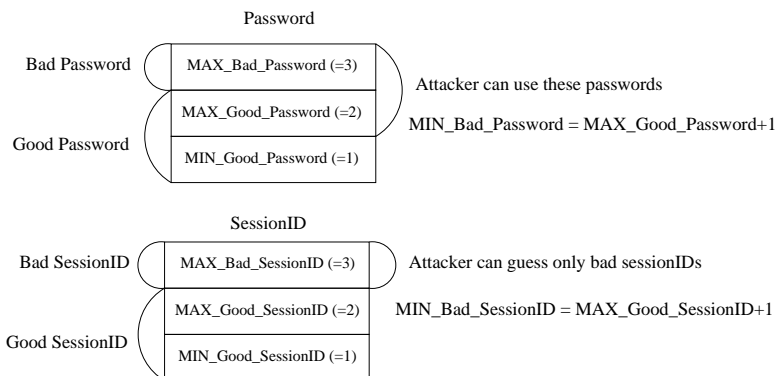 Password
Bad Password
MAX_Bad_Password (=3)
Attacker can use these passwords
MAX_Good_Password (=2)
MIN_Bad_Password = MAX_Good_Password+1
Good Password
MIN_Good_Password (=1)
SessionID
Bad SessionID
MAX_Bad_SessionID (=3)
Attacker can guess only bad sessionIDs
MAX_Good_SessionID (=2)
MIN_Bad_SessionID = MAX_Good_SessionID+1
Good SessionID
MIN_Good_SessionID (=1)